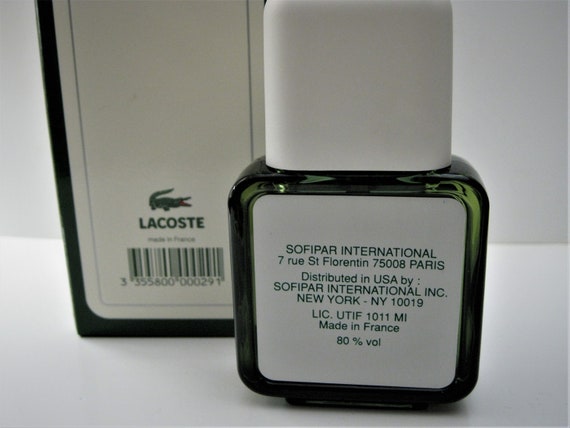 LACOSTE
made in France
3 355800 000291
SOFIPAR INTERNATIONAL
7 rue St Florentin 75008 PARIS
Distributed in USA by :
SOFIPAR INTERNATIONAL INC.
NEW YORK - NY 10019
LIC. UTIF 1011 MI
Made in France
80 % vol